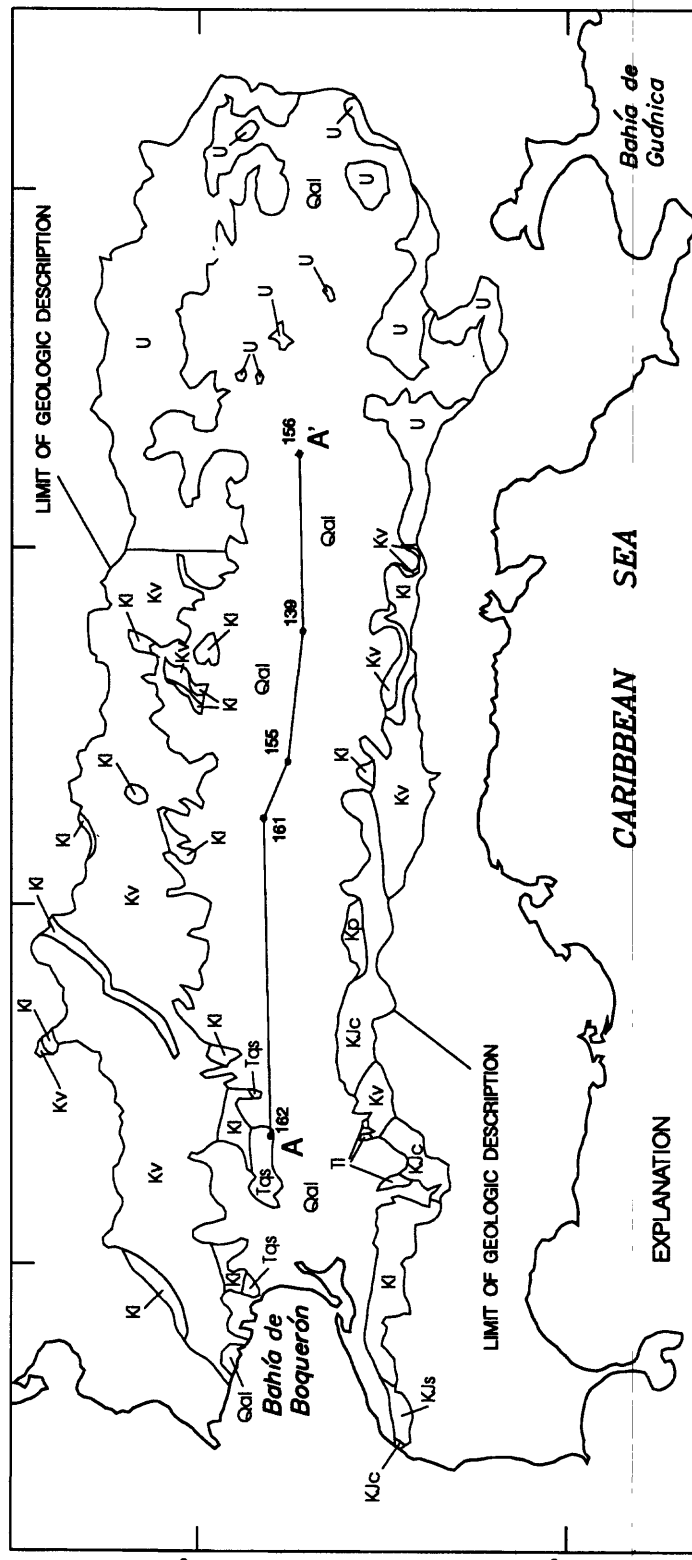 LIMIT OF GEOLOGIC DESCRIPTION
Kl
Kl
Kv
Kl
Kl
Kl
Kv
Kl
Kv
Kv
U
Kv
Kl
Kl
Kl
Kl
Kl
Kl
U
Qal
Tqs
U
Tqs
Tqs
Qal
U
Bahía de
Boquerón
162
161
155
139
156
A
A'
U
Qal
Qal
Qal
U
Tl
Kl
Kp
KJc
U
KJc
Kv
Kv
Kv
Kl
Kl
Kv
U
KJc
U
KJs
U
LIMIT OF GEOLOGIC DESCRIPTION
CARIBBEAN SEA
Bahía de
Guánica
EXPLANATION